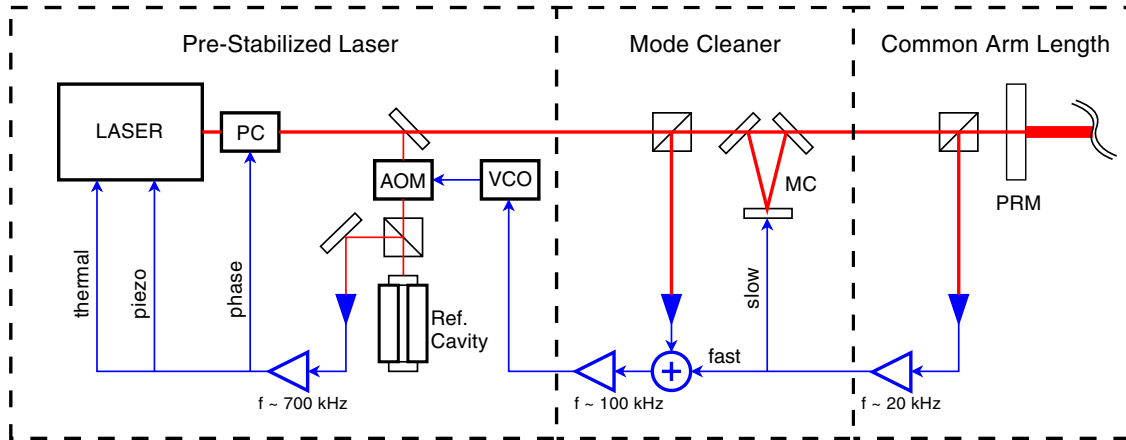 Pre-Stabilized Laser
Mode Cleaner
Common Arm Length
LASER
PC
AOM
VCO
MC
PRM
thermal
piezo
phase
Ref.
Cavity
slow
fast
+
f ~ 700 kHz
f ~ 100 kHz
f ~ 20 kHz